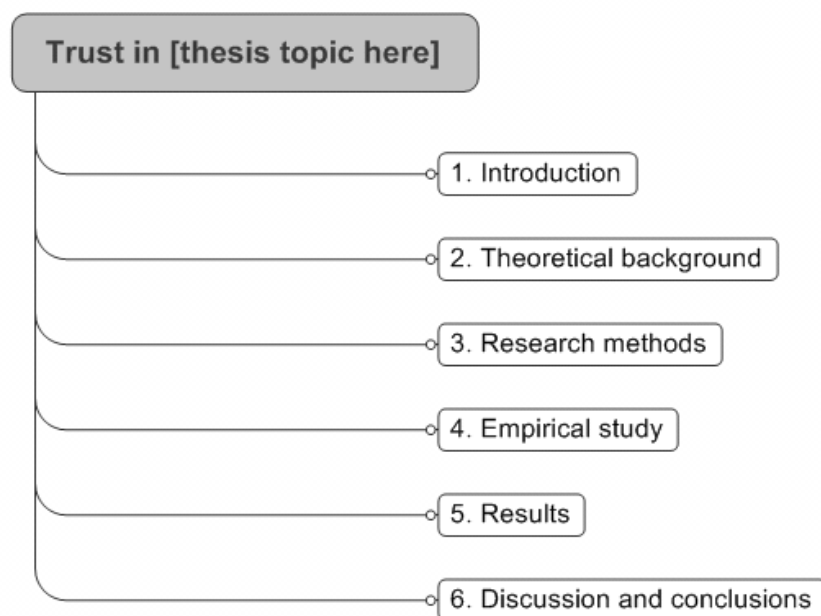 Trust in [thesis topic here]
1. Introduction
2. Theoretical background
3. Research methods
4. Empirical study
5. Results
6. Discussion and conclusions